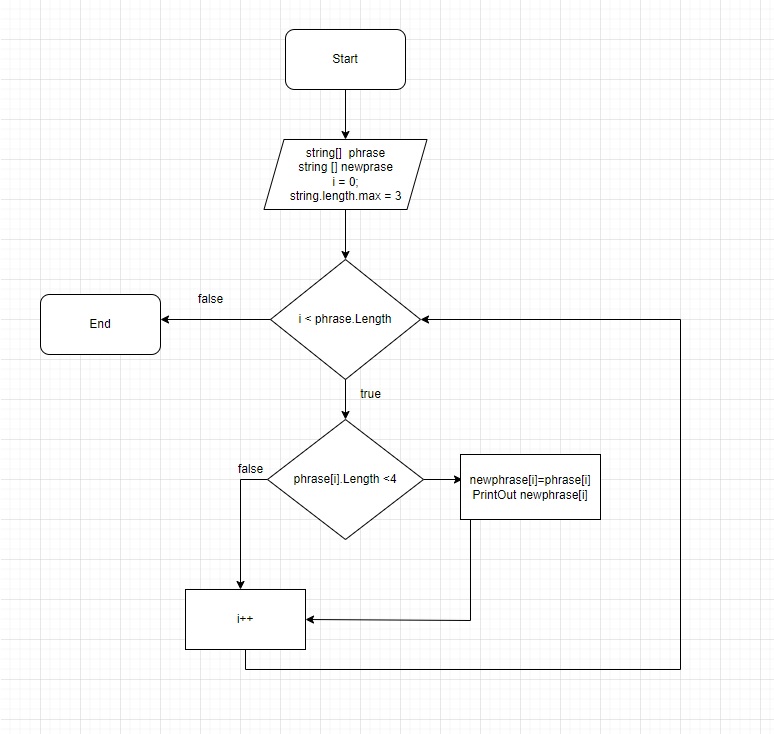 Start
string[]  phrase
string [] newprase
i = 0;
string.length.max = 3
false
i < phrase.Length
End
true
false
phrase[i].Length <4
newphrase[i]=phrase[i]
PrintOut newphrase[i]
i++